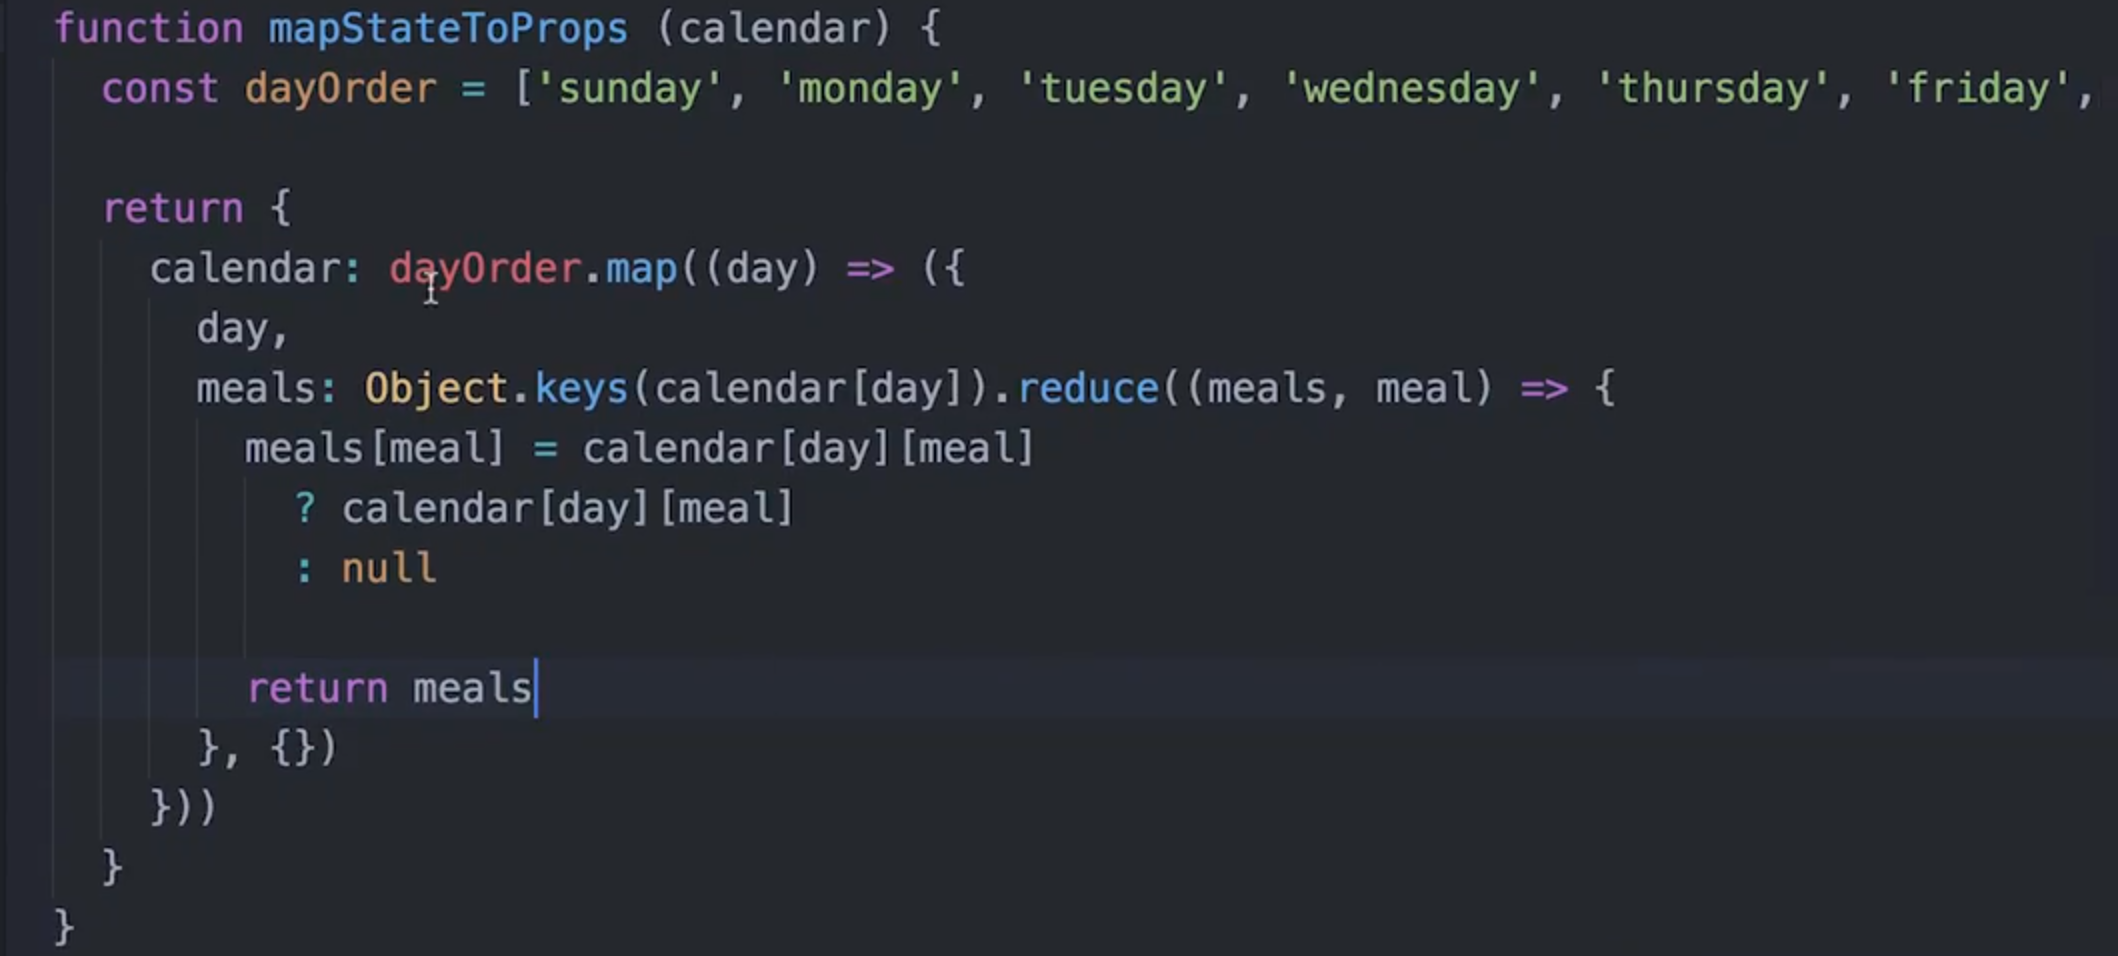 function mapStateToProps (calendar) {
const dayOrder = ['sunday', 'monday', 'tuesday', 'wednesday', 'thursday', 'friday',
return {
calendar: dayOrder.map((day) => ({
day,
meals: Object.keys(calendar[day]).reduce((meals, meal) => {
meals[meal] = calendar[day][meal]
? calendar[day][meal]
: null
return meals
}, {})
}))
}
}